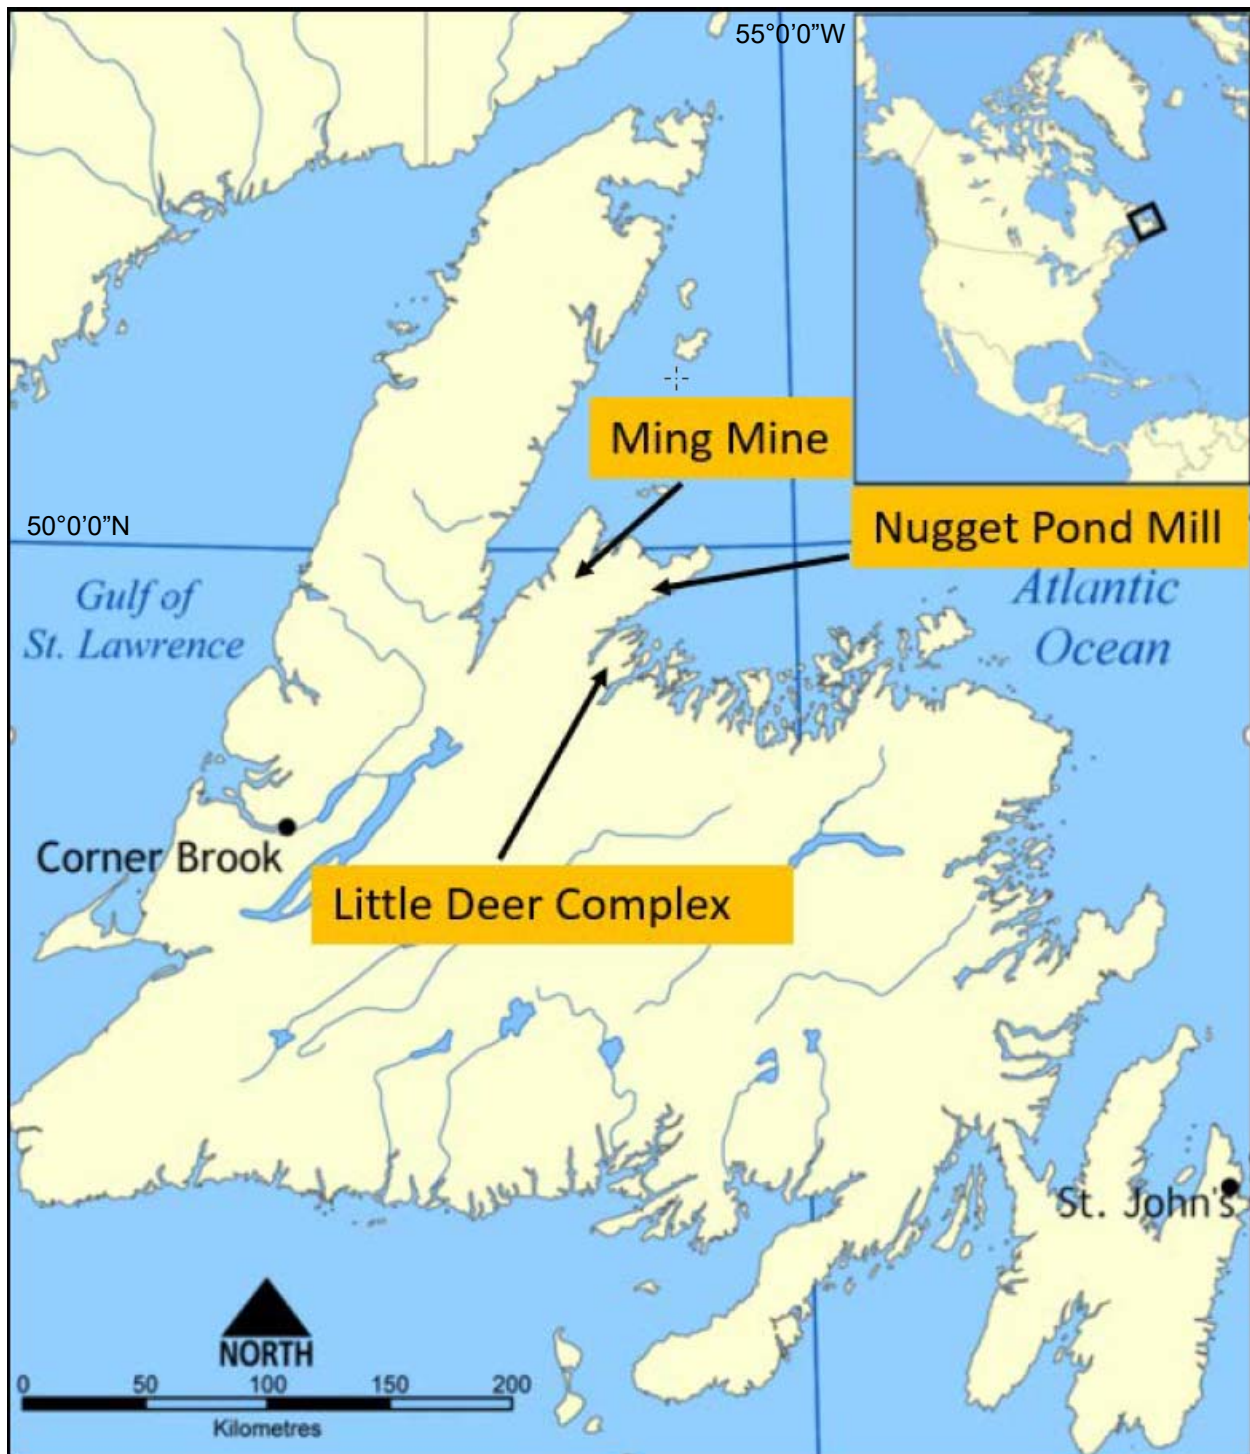 55°0'0"W
Ming Mine
50°0'0"N
Nugget Pond Mill
Gulf of
St. Lawrence
Atlantic
Ocean
Corner Brook
Little Deer Complex
St. John's
NORTH
0 50 100 150 200
Kilometres